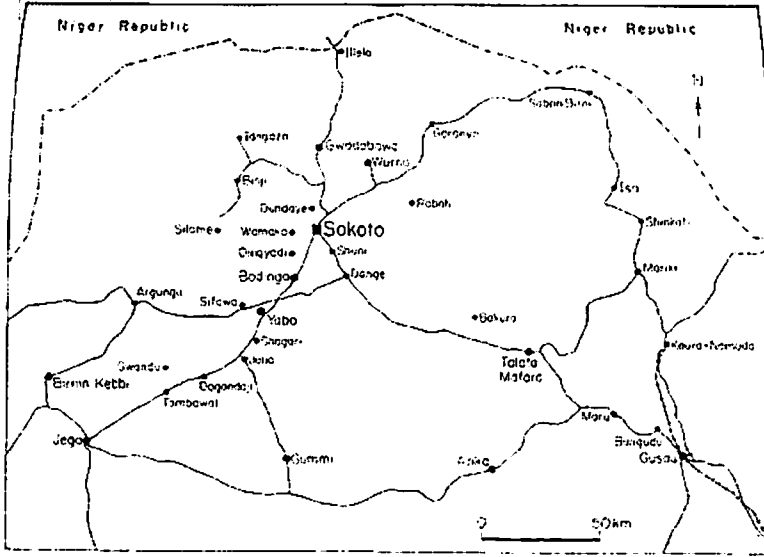 Niger Republic
Niger Republic
N
Illela
Sabon Birni
Goronyo
Tangaza
Gwadabawa
Wurno
Binji
Isa
Rabah
Dundaye
Shinkafi
Silame
Wamako
Sokoto
Dingyadi
Shuni
Bodinga
Dange
Argungu
Sifawa
Yabo
Bakura
Shagari
Kaura-Namoda
Talata
Mafara
Gwandu
Birnin Kebbi
Dogondaji
Tambawal
Maru
Bungudu
Jega
Gummi
Anka
Gusau
0
50km